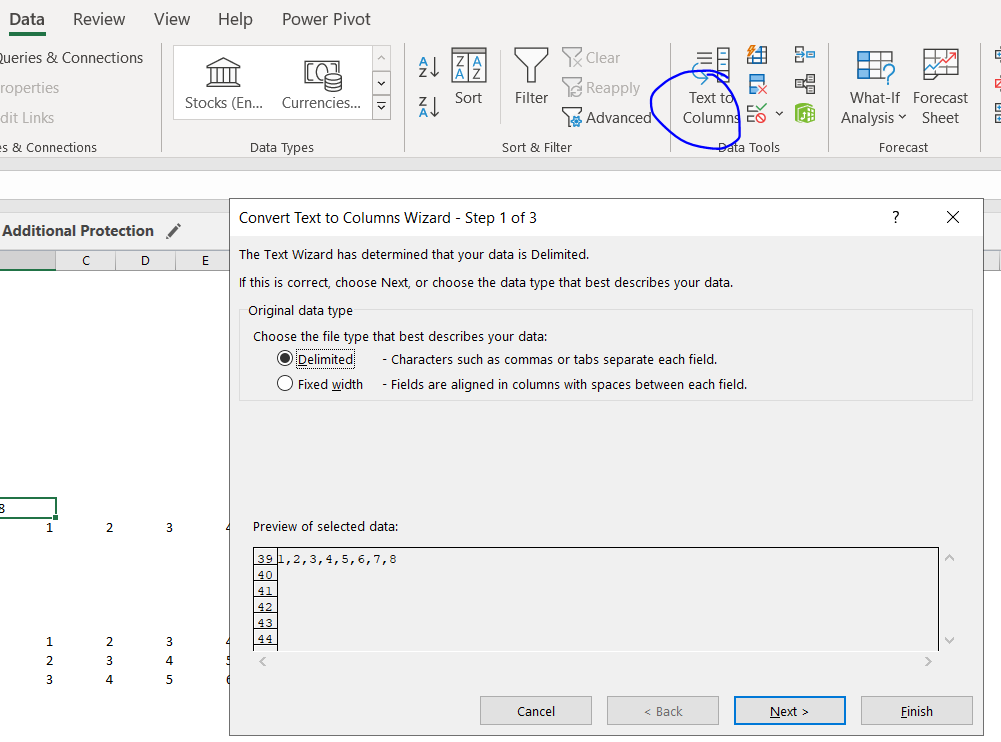 Data Review View Help Power Pivot
Queries & Connections
roperties
dit Links
s & Connections
Stocks (En... Currencies...
Data Types
Sort
Filter
Clear
Reapply
Advanced
Sort & Filter
Text to
Columns
Data Tools
What-If
Analysis
Forecast
Sheet
Forecast
Additional Protection
C D E
Convert Text to Columns Wizard - Step 1 of 3 ?
The Text Wizard has determined that your data is Delimited.
If this is correct, choose Next, or choose the data type that best describes your data.
Original data type
Choose the file type that best describes your data:
Delimited - Characters such as commas or tabs separate each field.
Fixed width - Fields are aligned in columns with spaces between each field.
8
1 2 3 4
Preview of selected data:
39 1,2,3,4,5,6,7,8
40
41
42
43
44
1 2 3 4
2 3 4 5
3 4 5 6
Cancel < Back Next > Finish